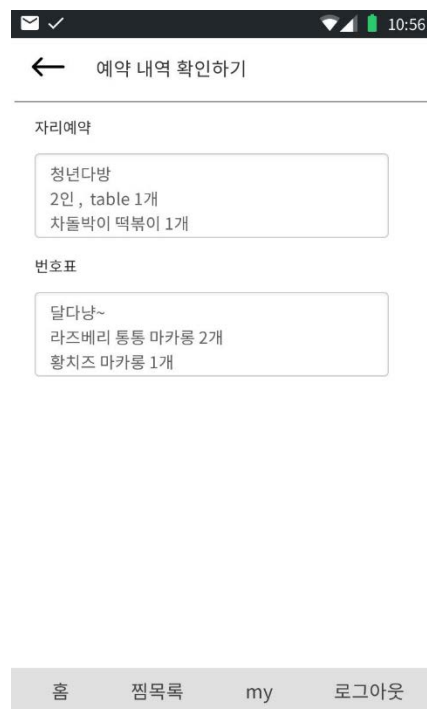 10:56
예약 내역 확인하기
자리예약
청년다방
2인 , table 1개
차돌박이 떡볶이 1개
번호표
달다냥~
라즈베리 통통 마카롱 2개
황치즈 마카롱 1개
홈 찜목록 my 로그아웃